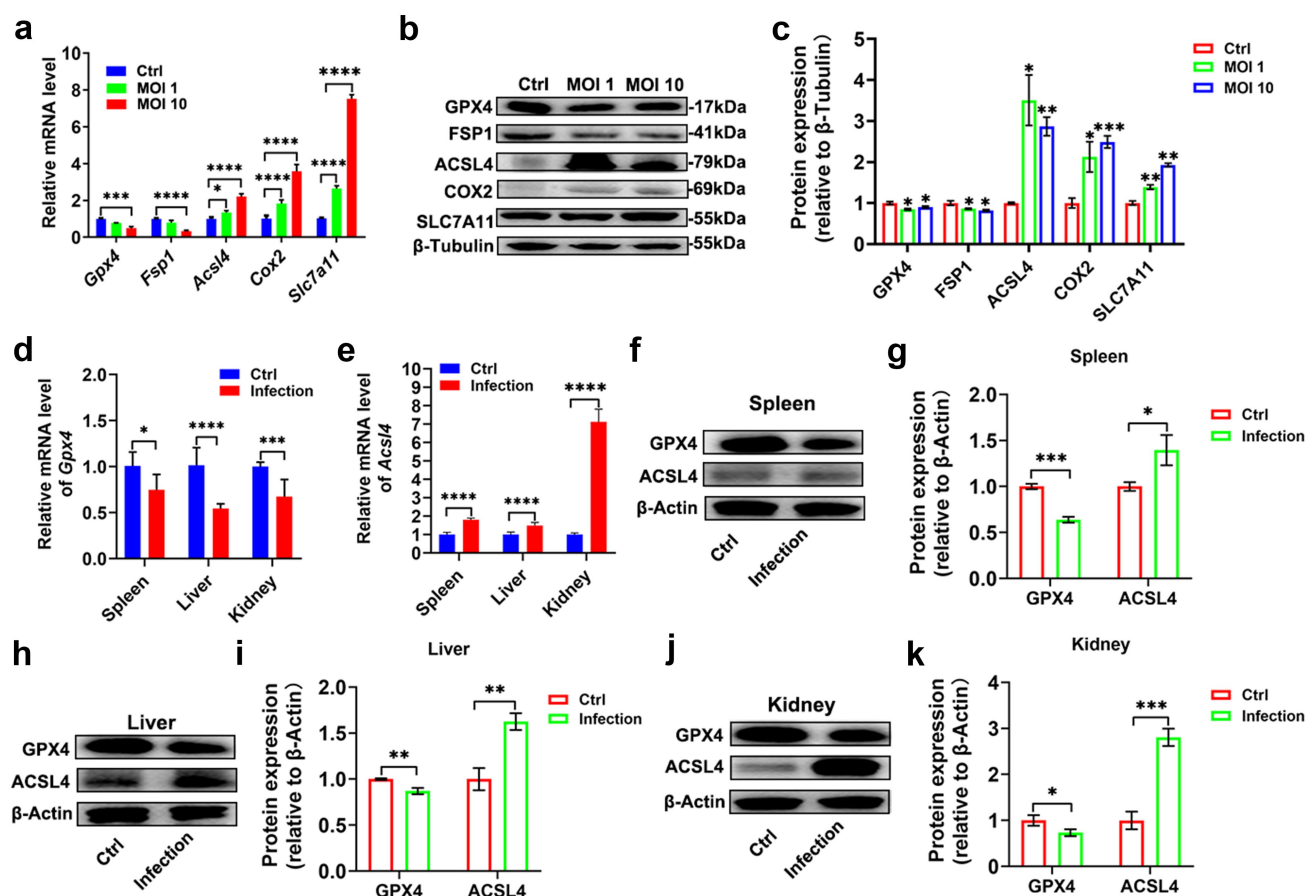 a
Relative mRNA level
10
8
6
4
2
0
Ctrl
MOI 1
MOI 10
***
****
*
****
****
****
****
****
Gpx4
Fsp1
Acsl4
Cox2
Slc7a11
b
Ctrl MOI 1 MOI 10
GPX4 -17kDa
FSP1 -41kDa
ACSL4 -79kDa
COX2 -69kDa
SLC7A11 -55kDa
β-Tubulin -55kDa
c
Protein expression
(relative to β-Tubulin)
5
4
3
2
1
0
Ctrl
MOI 1
MOI 10
* *
* *
* **
* ***
** **
GPX4
FSP1
ACSL4
COX2
SLC7A11
d
Relative mRNA level
of Gpx4
2.0
1.5
1.0
0.5
0.0
Ctrl
Infection
* **** ***
Spleen
Liver
Kidney
e
Relative mRNA level
of Acsl4
10
9
8
7
6
5
4
3
2
1
0
Ctrl
Infection
**** **** ****
Spleen
Liver
Kidney
f
Spleen
GPX4
ACSL4
β-Actin
Ctrl
Infection
g
Spleen
Protein expression
(relative to β-Actin)
2.0
1.5
1.0
0.5
0.0
Ctrl
Infection
*** *
GPX4 ACSL4
h
Liver
GPX4
ACSL4
β-Actin
Ctrl
Infection
i
Liver
Protein expression
(relative to β-Actin)
2.0
1.5
1.0
0.5
0.0
Ctrl
Infection
** **
GPX4 ACSL4
j
Kidney
GPX4
ACSL4
β-Actin
Ctrl
Infection
k
Kidney
Protein expression
(relative to β-Actin)
4
3
2
1
0
Ctrl
Infection
* ***
GPX4 ACSL4